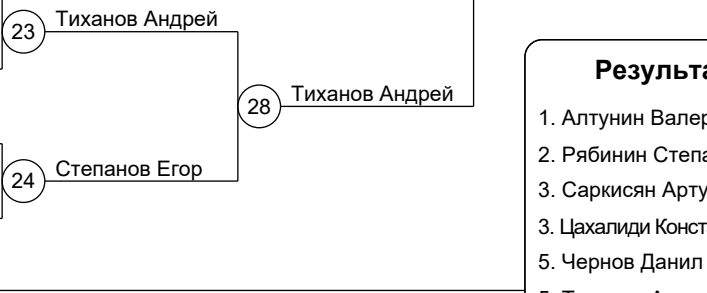 23
Тиханов Андрей
28
Тиханов Андрей
24
Степанов Егор
1. Алтунин
2. Рябинин
3. Саркисян
3. Цахалиди
5. Чернов Данил